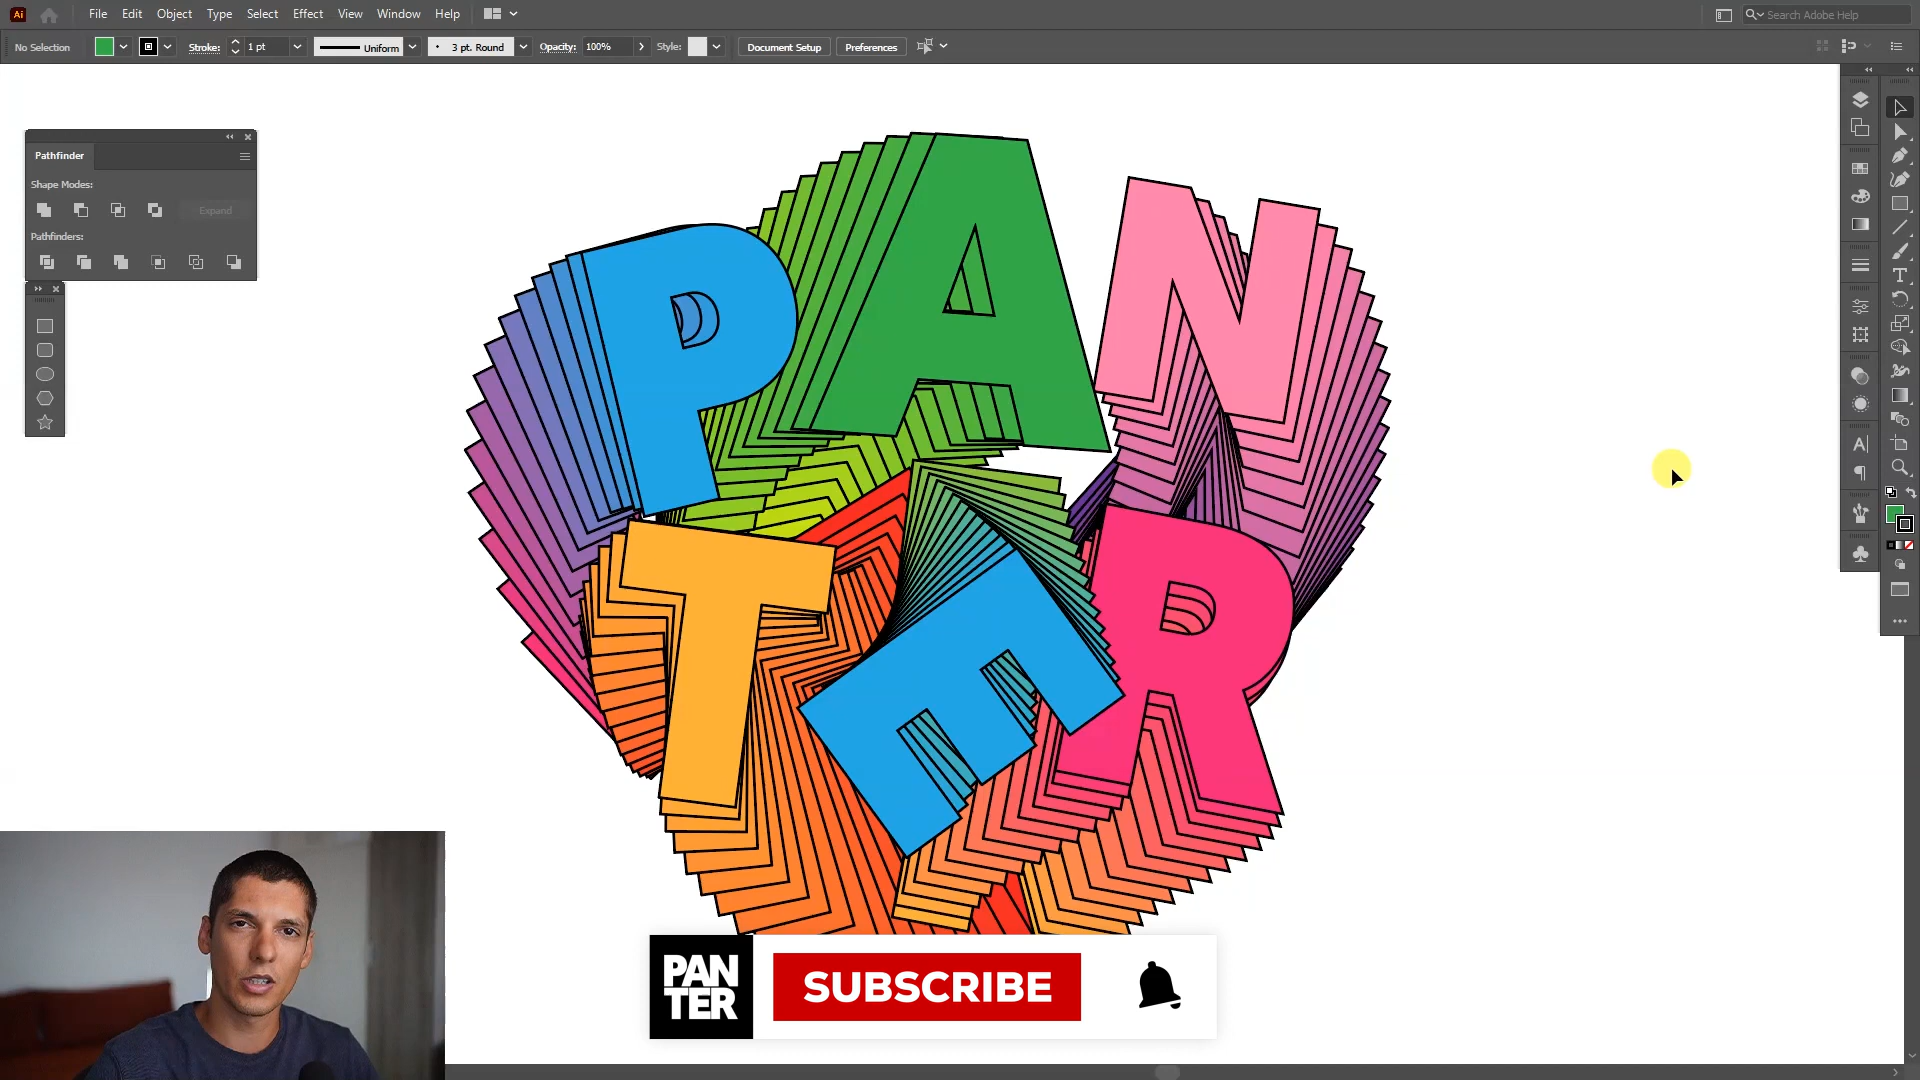 Ai File Edit Object Type Select Effect View Window Help Search Adobe Help
No Selection Stroke: 1 pt Uniform 3 pt. Round Opacity: 100% Style: Document Setup Preferences
Pathfinder
Shape Modes:
Expand
Pathfinders:
PAN
TER
PAN
TER
SUBSCRIBE